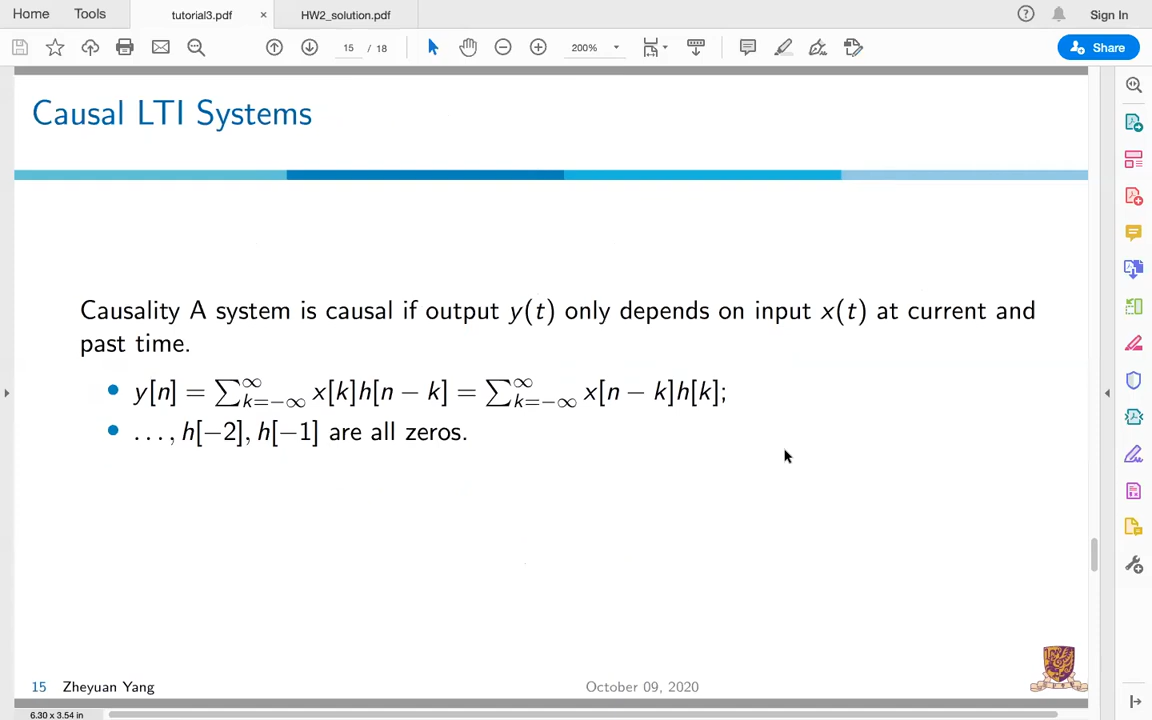 Home Tools tutorial3.pdf × HW2_solution.pdf Sign In
15 / 18 200% Share
Causal LTI Systems
Causality A system is causal if output y(t) only depends on input x(t) at current and
past time.
• y[n] = ∑_{k=−∞}^{∞} x[k]h[n − k] = ∑_{k=−∞}^{∞} x[n − k]h[k];
• . . . , h[−2], h[−1] are all zeros.
15 Zheyuan Yang October 09, 2020
6.30 x 3.54 in